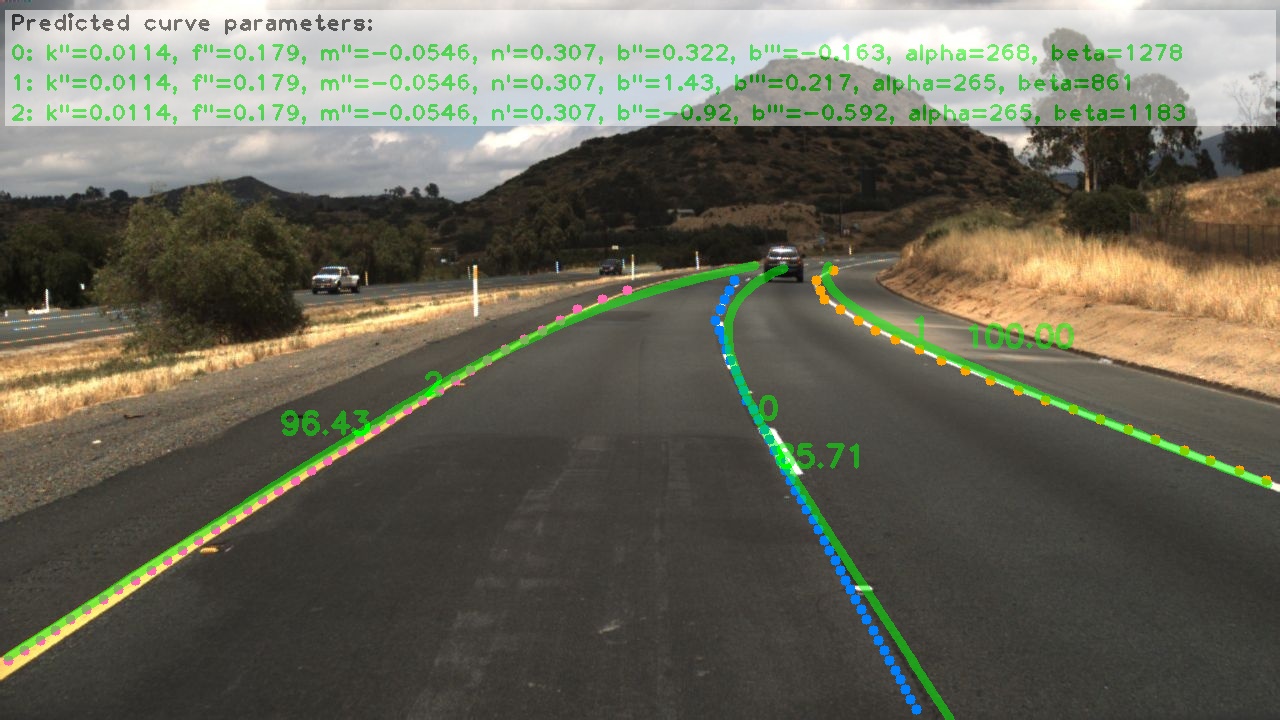 Predicted curve parameters:
0: k''=0.0114, f''=0.179, m''=-0.0546, n'=0.307, b''=0.322, b'''=-0.163, alpha=268, beta=1278
1: k''=0.0114, f''=0.179, m''=-0.0546, n'=0.307, b''=1.43, b'''=0.217, alpha=265, beta=861
2: k''=0.0114, f''=0.179, m''=-0.0546, n'=0.307, b''=-0.92, b'''=-0.592, alpha=265, beta=1183
1
100.00
2
96.43
0
85.71